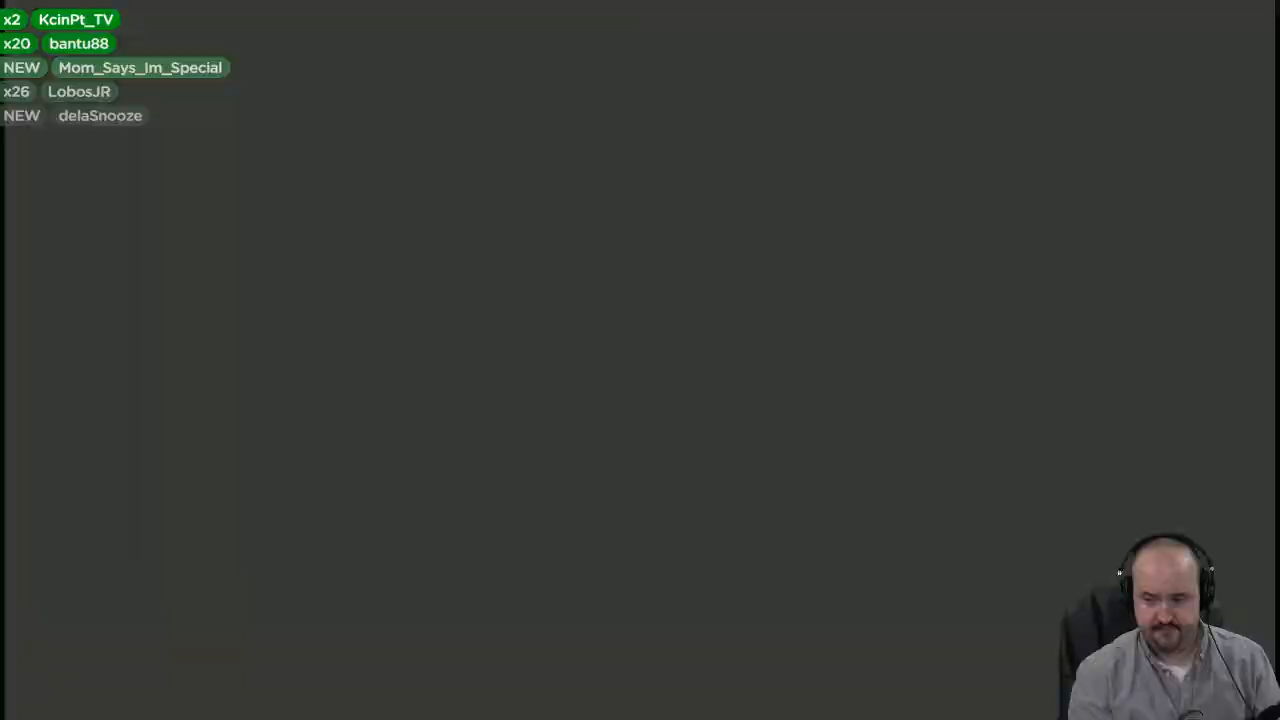 x2 KcinPt_TV
x20 bantu88
NEW Mom_Says_Im_Special
x26 LobosJR
NEW delaSnooze